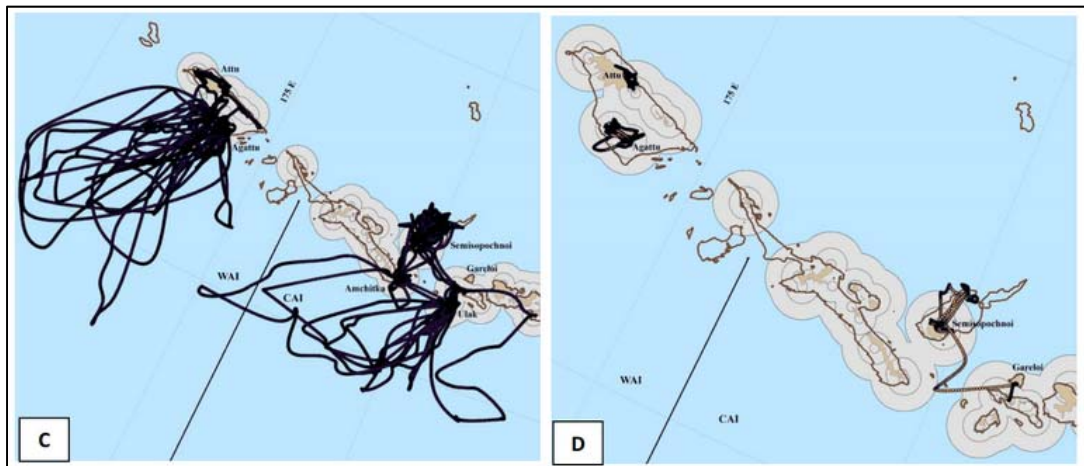 Attu
175 E
Agattu
WAI
CAI
Semisopochnoi
Gareloi
Amchitka
Ulak
C
175 E
Attu
Agattu
Semisopochnoi
Gareloi
WAI
CAI
D